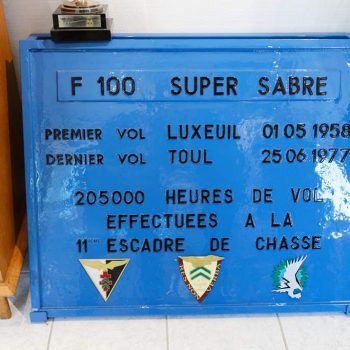 F 100 SUPER SABRE
PREMIER VOL LUXEUIL 01 05 1958
DERNIER VOL TOUL 25 06 1977
205000 HEURES DE VOL
EFFECTUEES A LA
11EME ESCADRE DE CHASSE